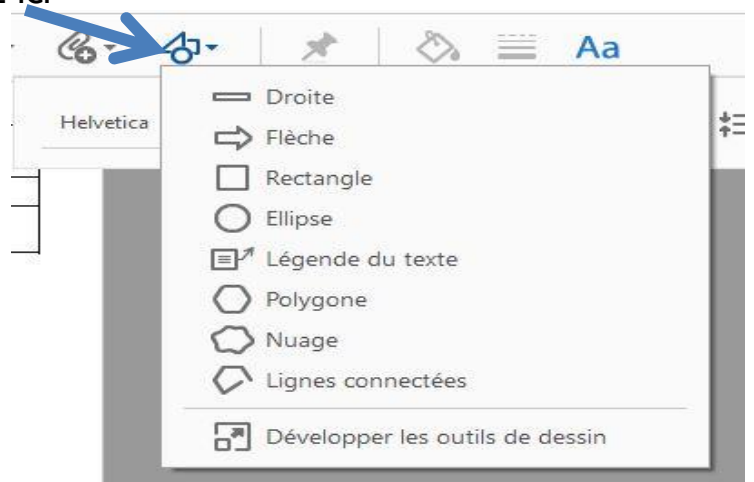 Aa
Helvetica
Droite
Flèche
Rectangle
Ellipse
Légende du texte
Polygone
Nuage
Lignes connectées
Développer les outils de dessin